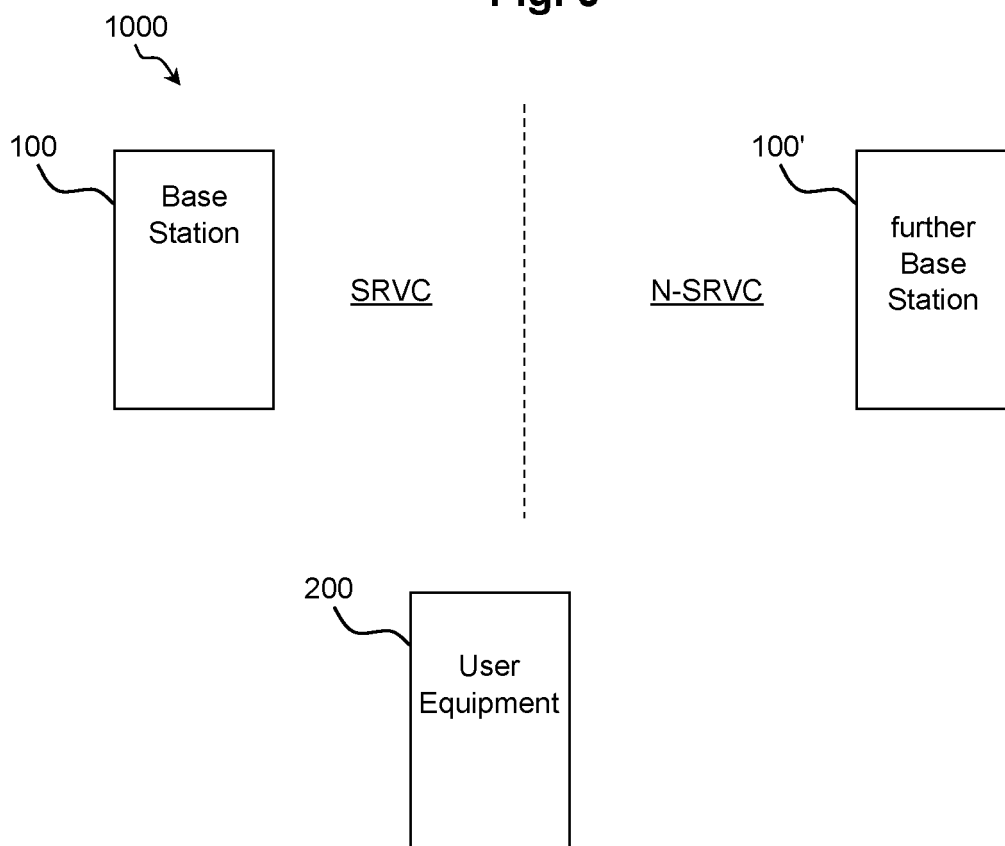 1000
100
Base
Station
100'
further
Base
Station
SRVC
N-SRVC
200
User
Equipment